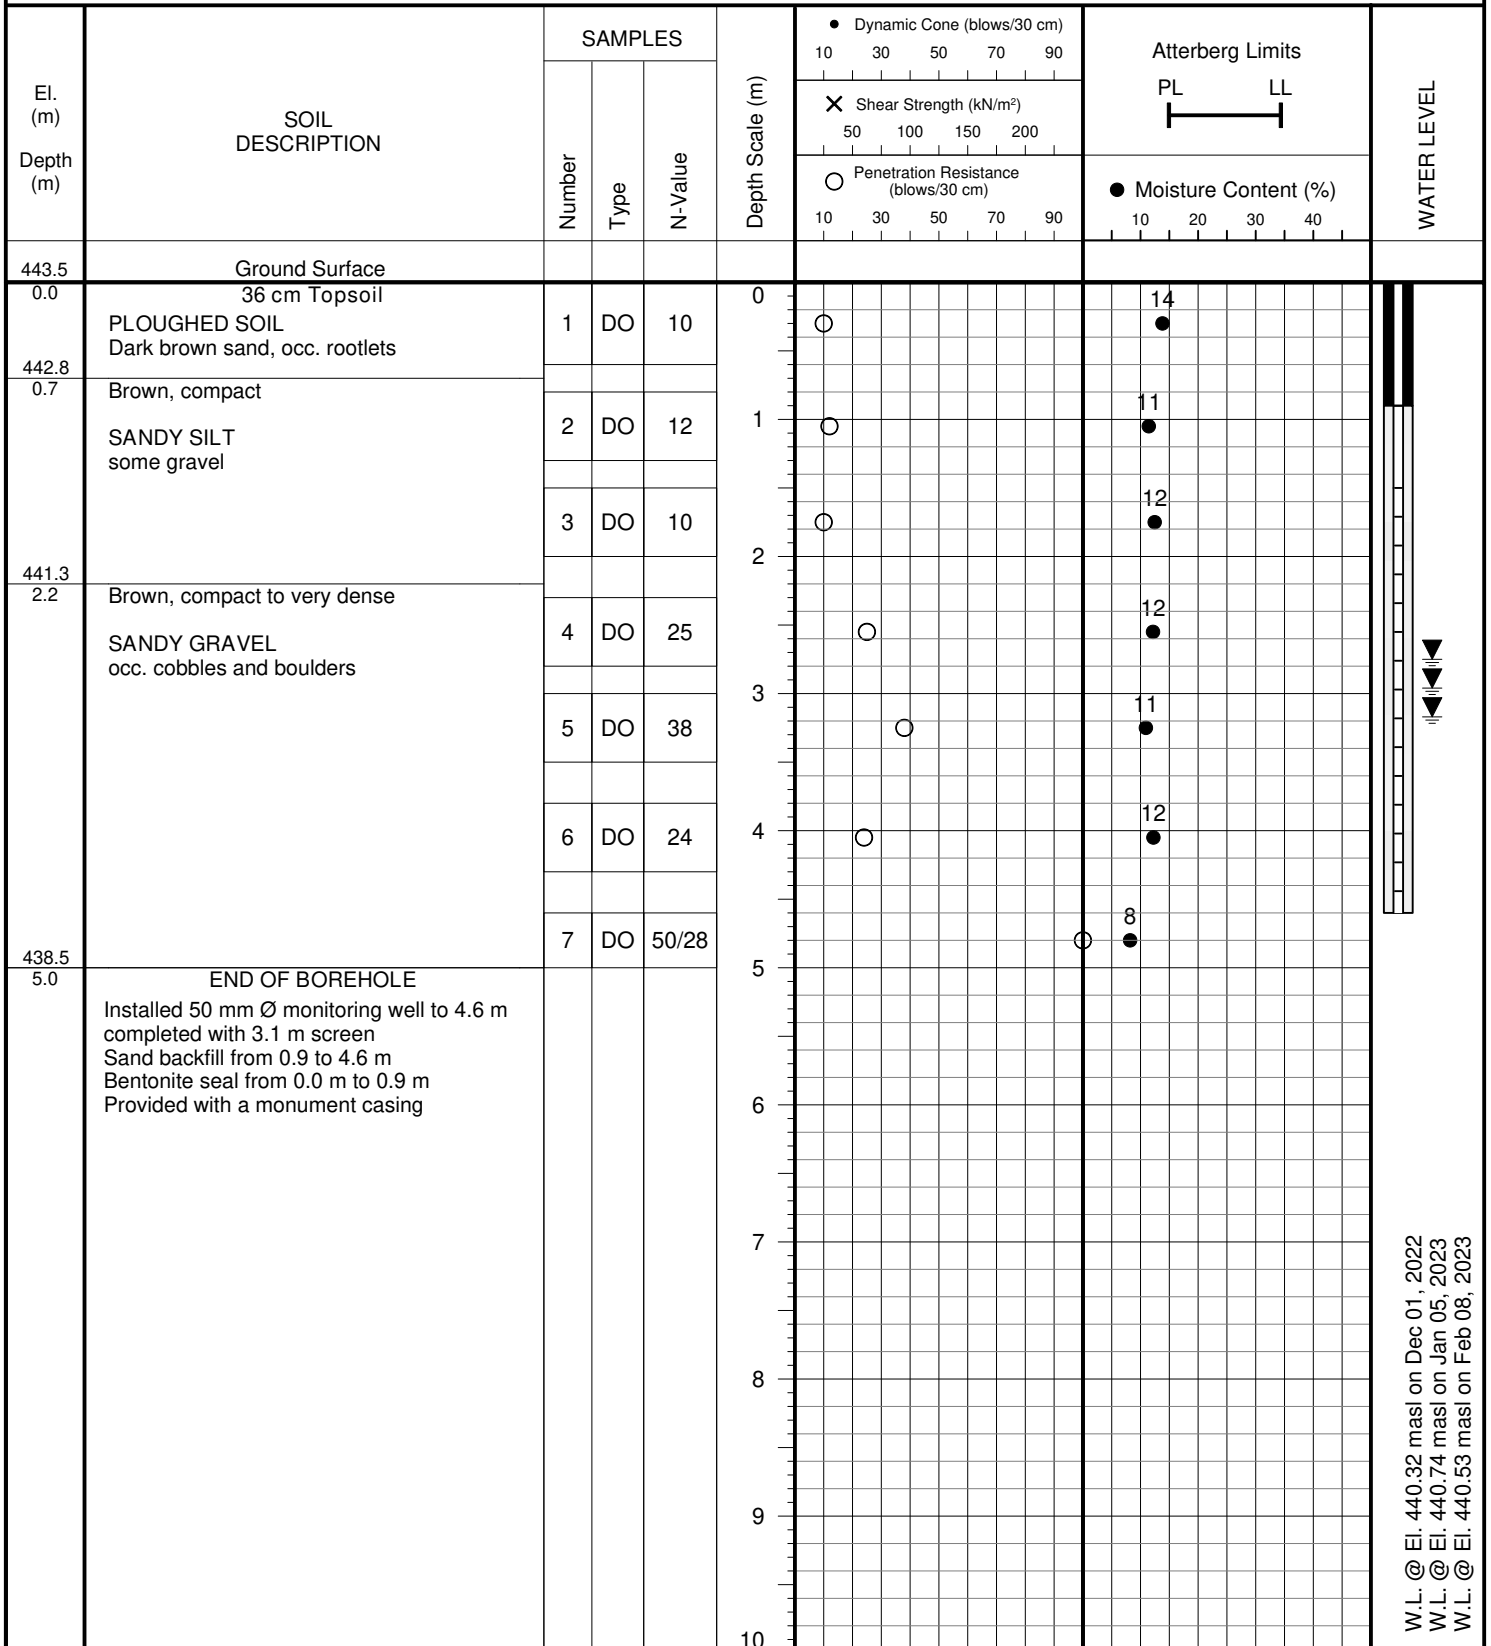 El.
(m)
Depth
(m)
SOIL
DESCRIPTION
SAMPLES
Number
Type
N-Value
Depth Scale (m)
● Dynamic Cone (blows/30 cm)
10 30 50 70 90
✕ Shear Strength (kN/m²)
50 100 150 200
○ Penetration Resistance
(blows/30 cm)
10 30 50 70 90
Atterberg Limits
PL LL
● Moisture Content (%)
10 20 30 40
WATER LEVEL
443.5 Ground Surface
0.0 36 cm Topsoil
PLOUGHED SOIL
Dark brown sand, occ. rootlets
1 DO 10
0
14
442.8
0.7 Brown, compact
SANDY SILT
some gravel
2 DO 12
1
11
3 DO 10
12
2
441.3
2.2 Brown, compact to very dense
SANDY GRAVEL
occ. cobbles and boulders
4 DO 25
12
3
5 DO 38
11
6 DO 24
4
12
7 DO 50/28
8
438.5
5.0 END OF BOREHOLE
5
Installed 50 mm Ø monitoring well to 4.6 m
completed with 3.1 m screen
Sand backfill from 0.9 to 4.6 m
Bentonite seal from 0.0 m to 0.9 m
Provided with a monument casing
6
7
8
9
10
W.L. @ El. 440.32 masl on Dec 01, 2022
W.L. @ El. 440.74 masl on Jan 05, 2023
W.L. @ El. 440.53 masl on Feb 08, 2023